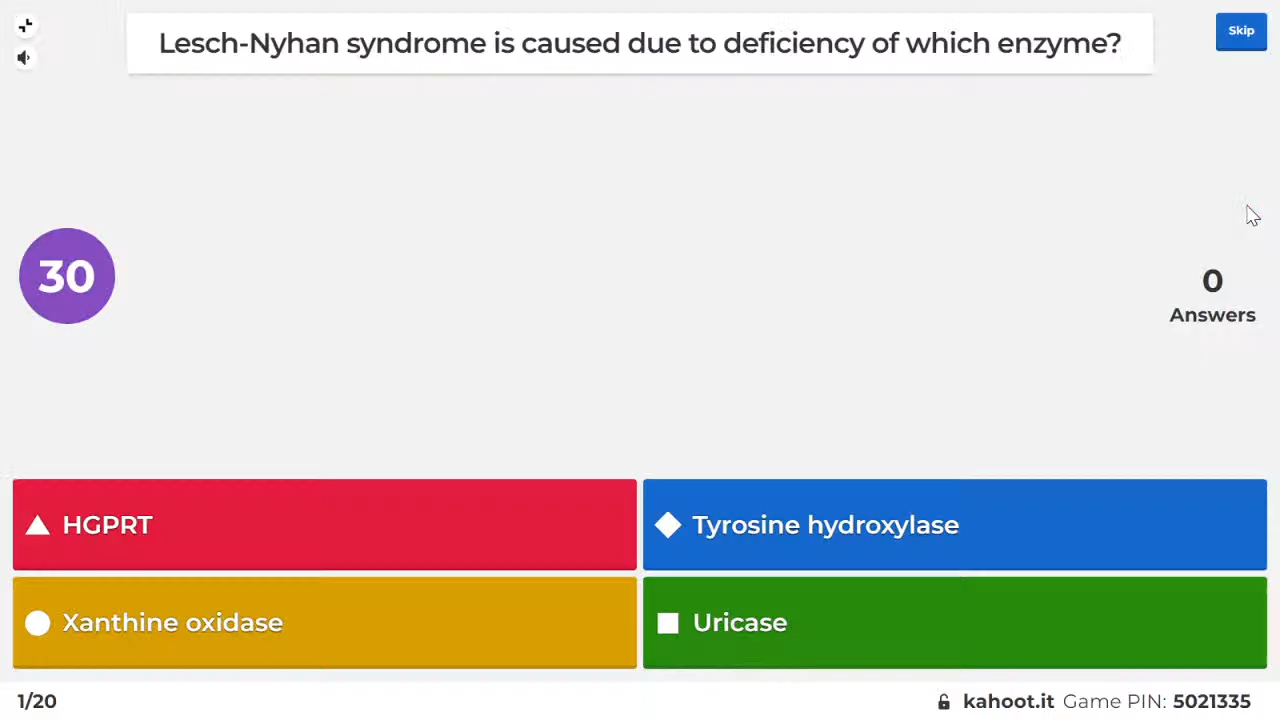 Lesch-Nyhan syndrome is caused due to deficiency of which enzyme?
Skip
30
0
Answers
HGPRT
Tyrosine hydroxylase
Xanthine oxidase
Uricase
1/20
kahoot.it Game PIN: 5021335